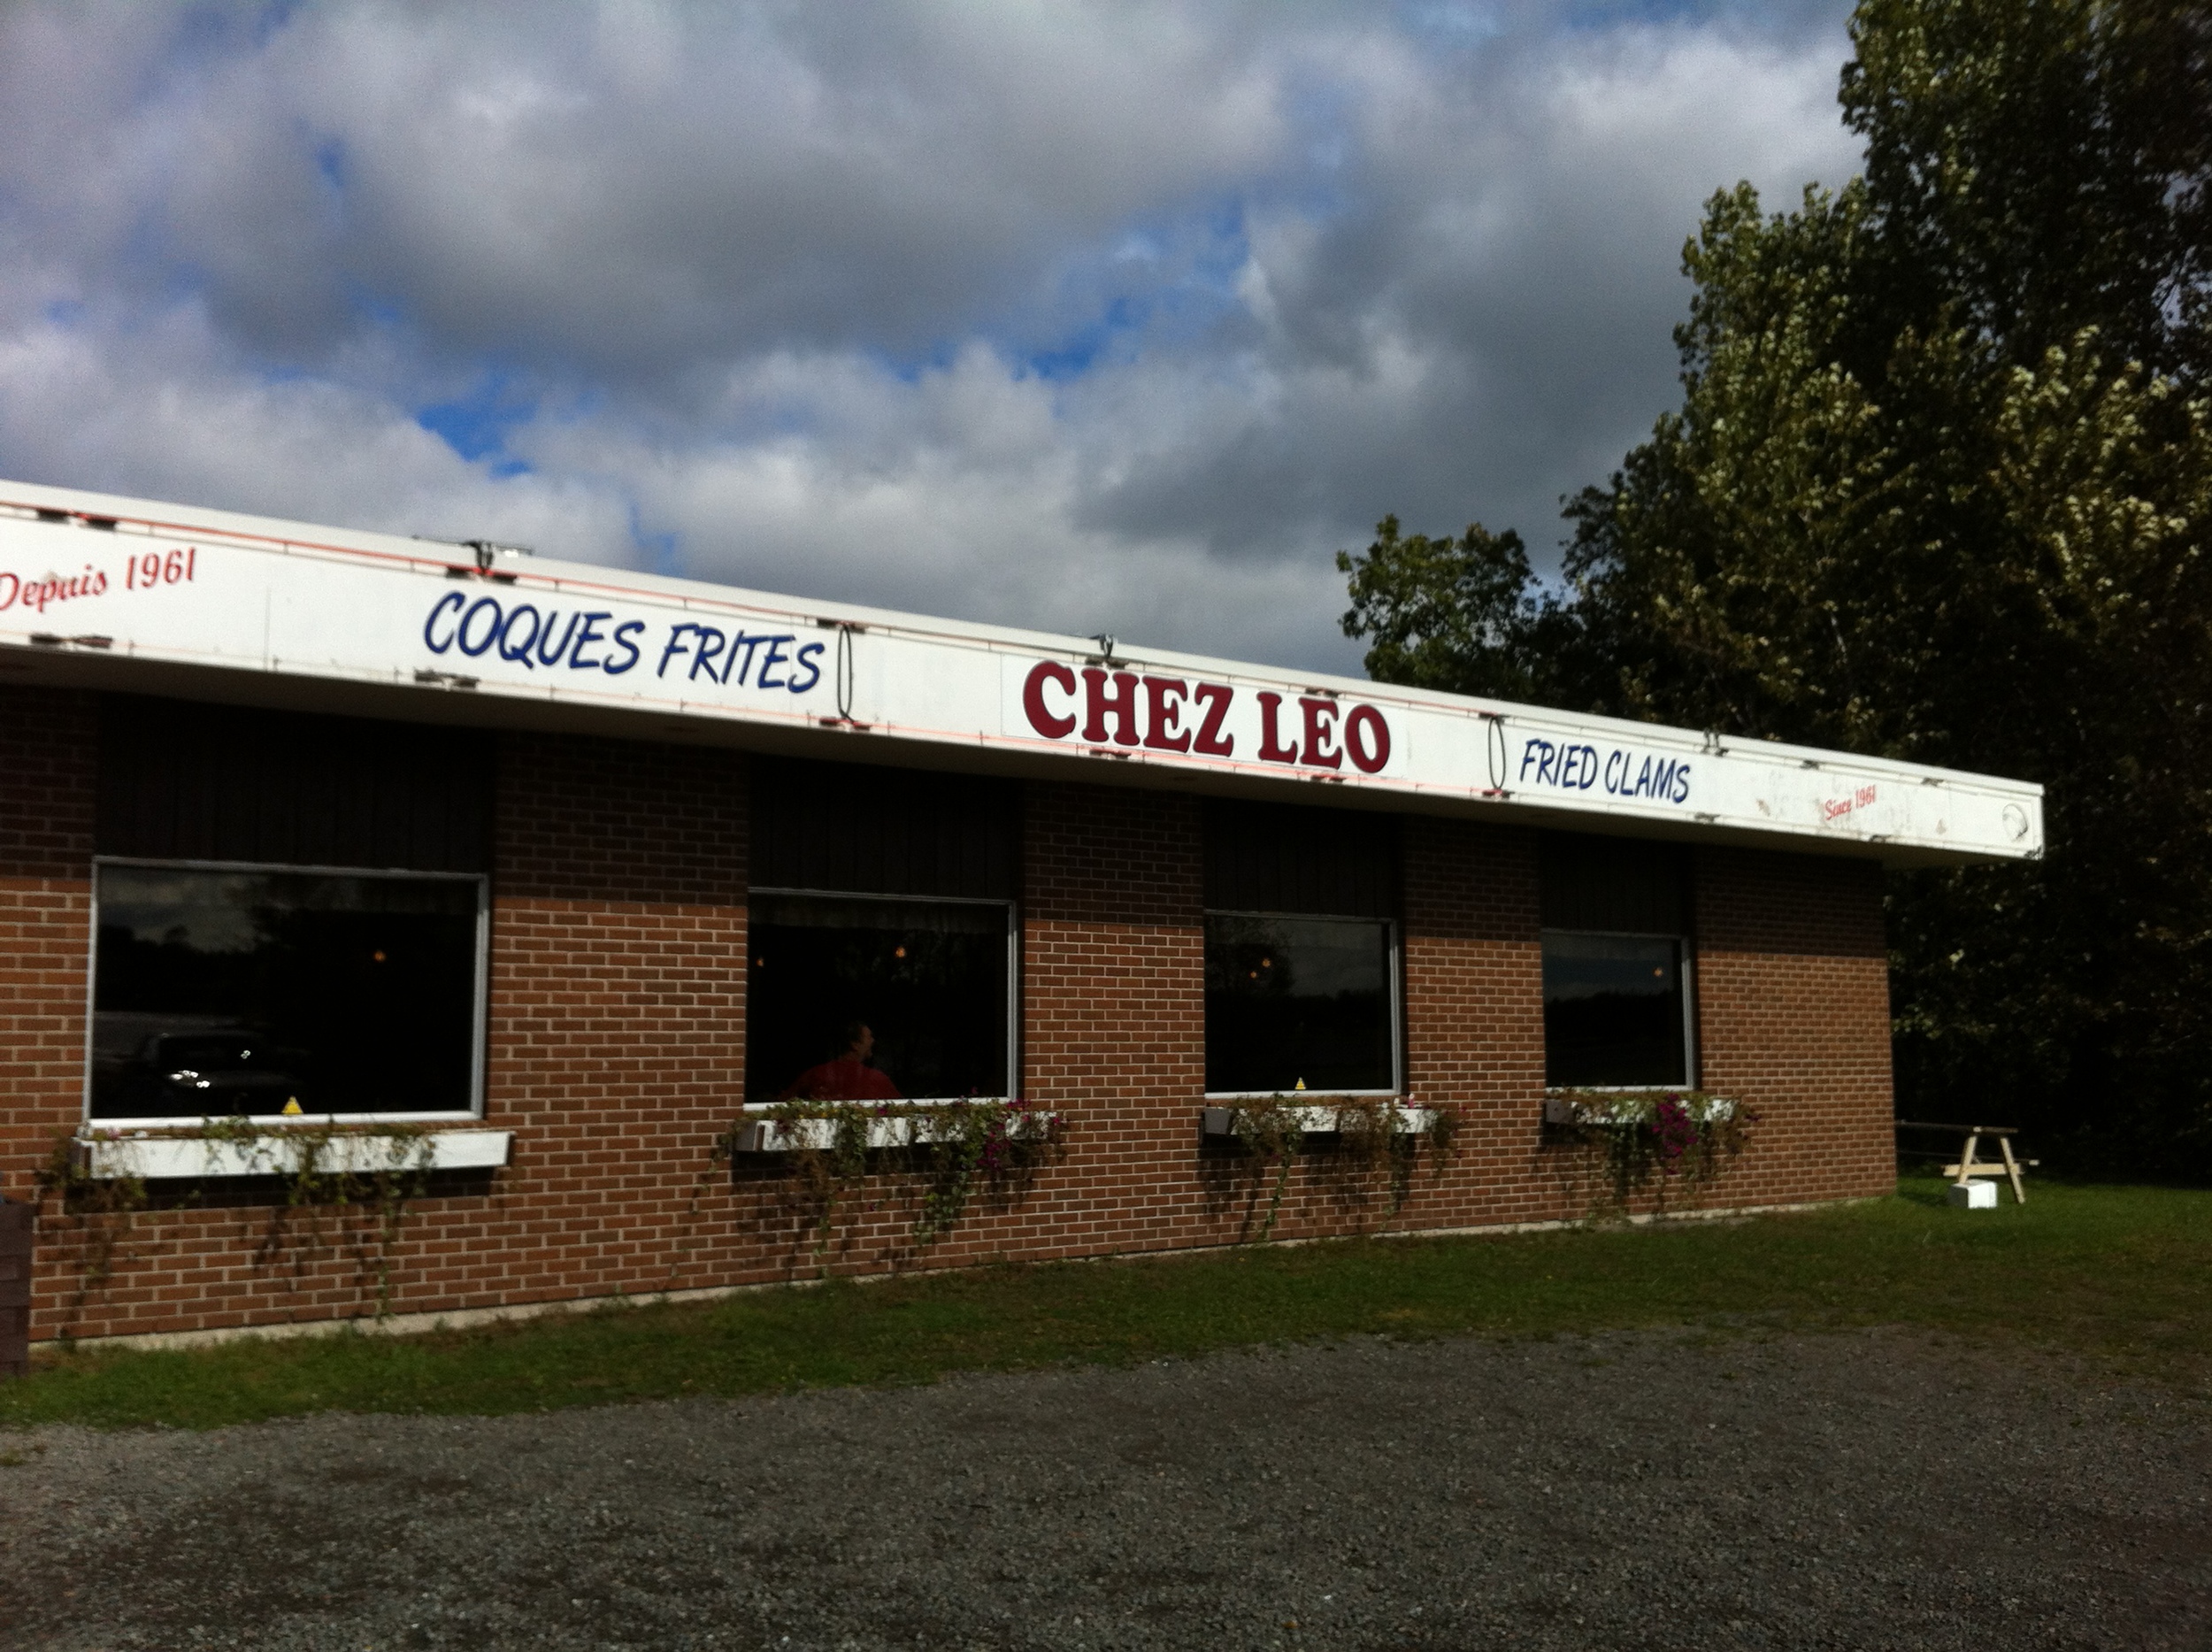 Depuis 1961
COQUES FRITES
CHEZ LEO
FRIED CLAMS
Since 1961